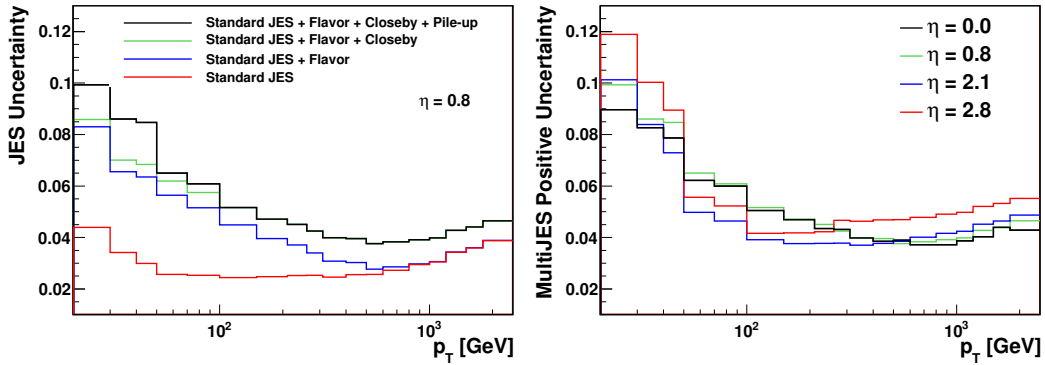 JES Uncertainty
0.12
0.1
0.08
0.06
0.04
0.02
Standard JES + Flavor + Closeby + Pile-up
Standard JES + Flavor + Closeby
Standard JES + Flavor
Standard JES
η = 0.8
10²
10³
p_T [GeV]
MultiJES Positive Uncertainty
0.12
0.1
0.08
0.06
0.04
0.02
η = 0.0
η = 0.8
η = 2.1
η = 2.8
10²
10³
p_T [GeV]